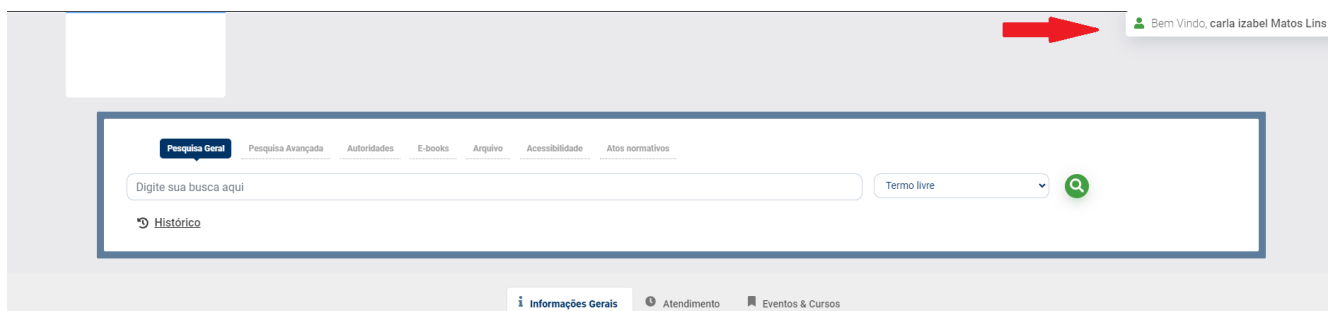 Bem Vindo, carla izabel Matos Lins
Pesquisa Geral Pesquisa Avançada Autoridades E-books Arquivo Acessibilidade Atos normativos
Digite sua busca aqui Termo livre
Histórico
Informações Gerais Atendimento Eventos & Cursos